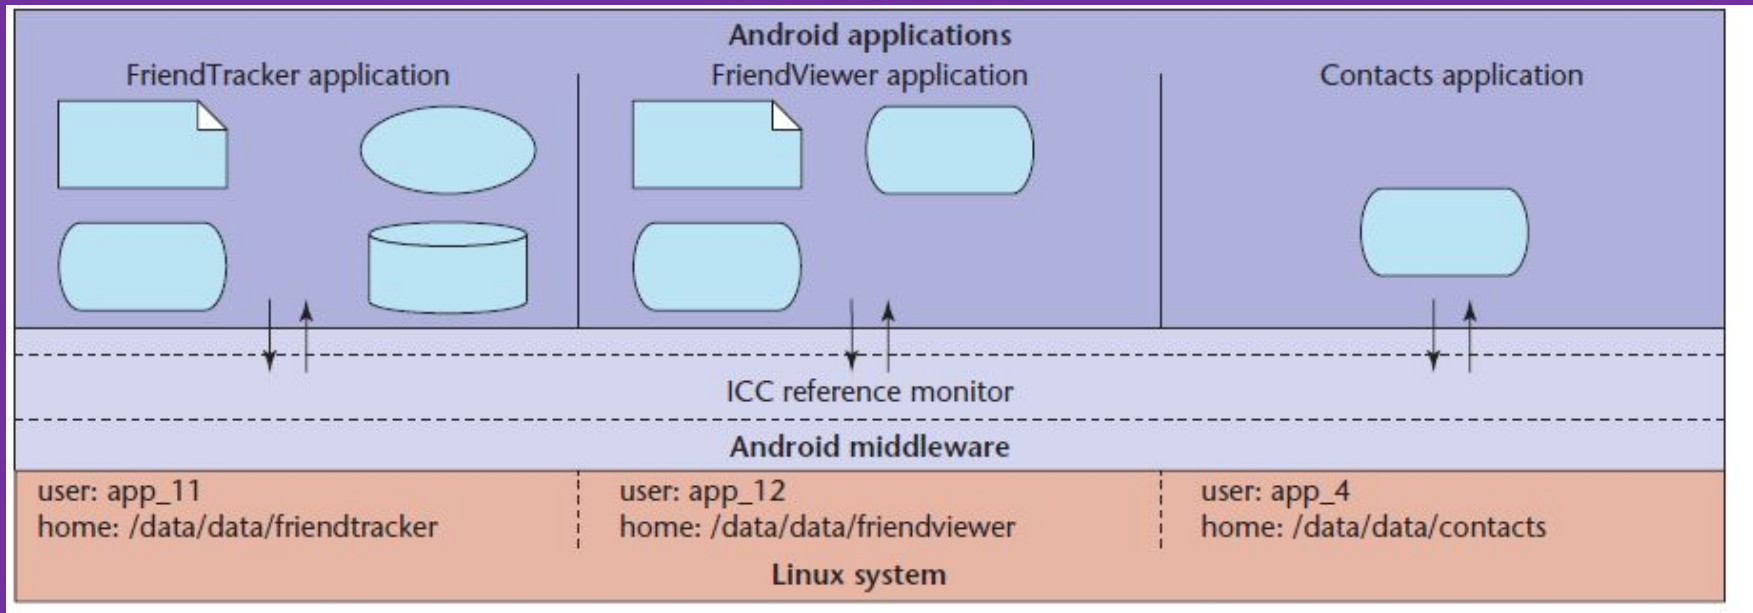 Android applications
FriendTracker application
FriendViewer application
Contacts application
ICC reference monitor
Android middleware
user: app_11
home: /data/data/friendtracker
user: app_12
home: /data/data/friendviewer
user: app_4
home: /data/data/contacts
Linux system